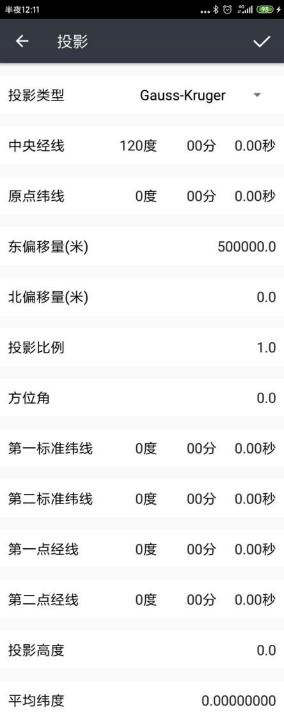 半夜12:11
投影
投影类型 Gauss-Kruger
中央经线 120度 00分 0.00秒
原点纬线 0度 00分 0.00秒
东偏移量(米) 500000.0
北偏移量(米) 0.0
投影比例 1.0
方位角 0.0
第一标准纬线 0度 00分 0.00秒
第二标准纬线 0度 00分 0.00秒
第一点经线 0度 00分 0.00秒
第二点经线 0度 00分 0.00秒
投影高度 0.0
平均纬度 0.00000000